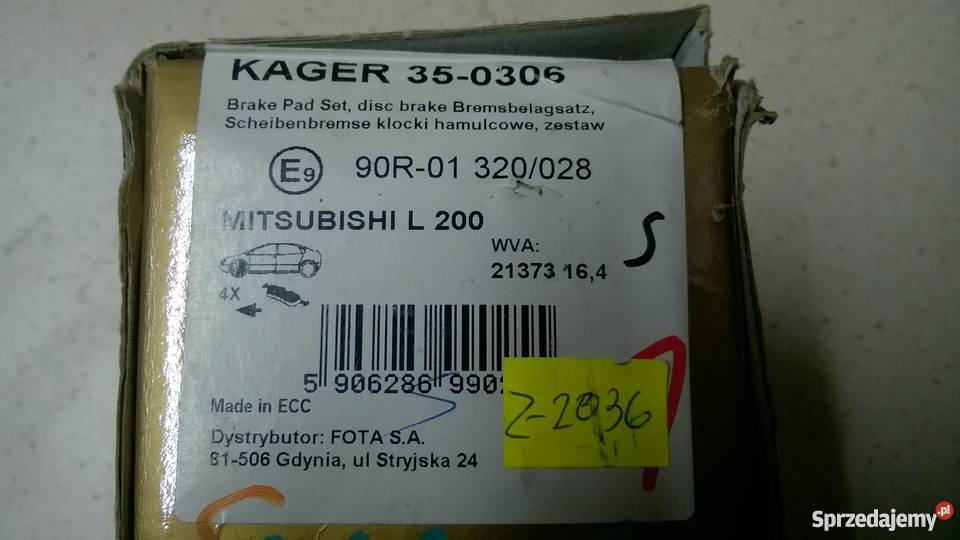 KAGER 35-0306
Brake Pad Set, disc brake Bremsbelagsatz,
Scheibenbremse klocki hamulcowe, zestaw
E9 90R-01 320/028
MITSUBISHI L 200
S
WVA:
21373 16,4
4X
5 906286
Z-2036
Made in ECC
Dystrybutor: FOTA S.A.
81-506 Gdynia, ul Stryjska 24
Sprzedajemy.pl